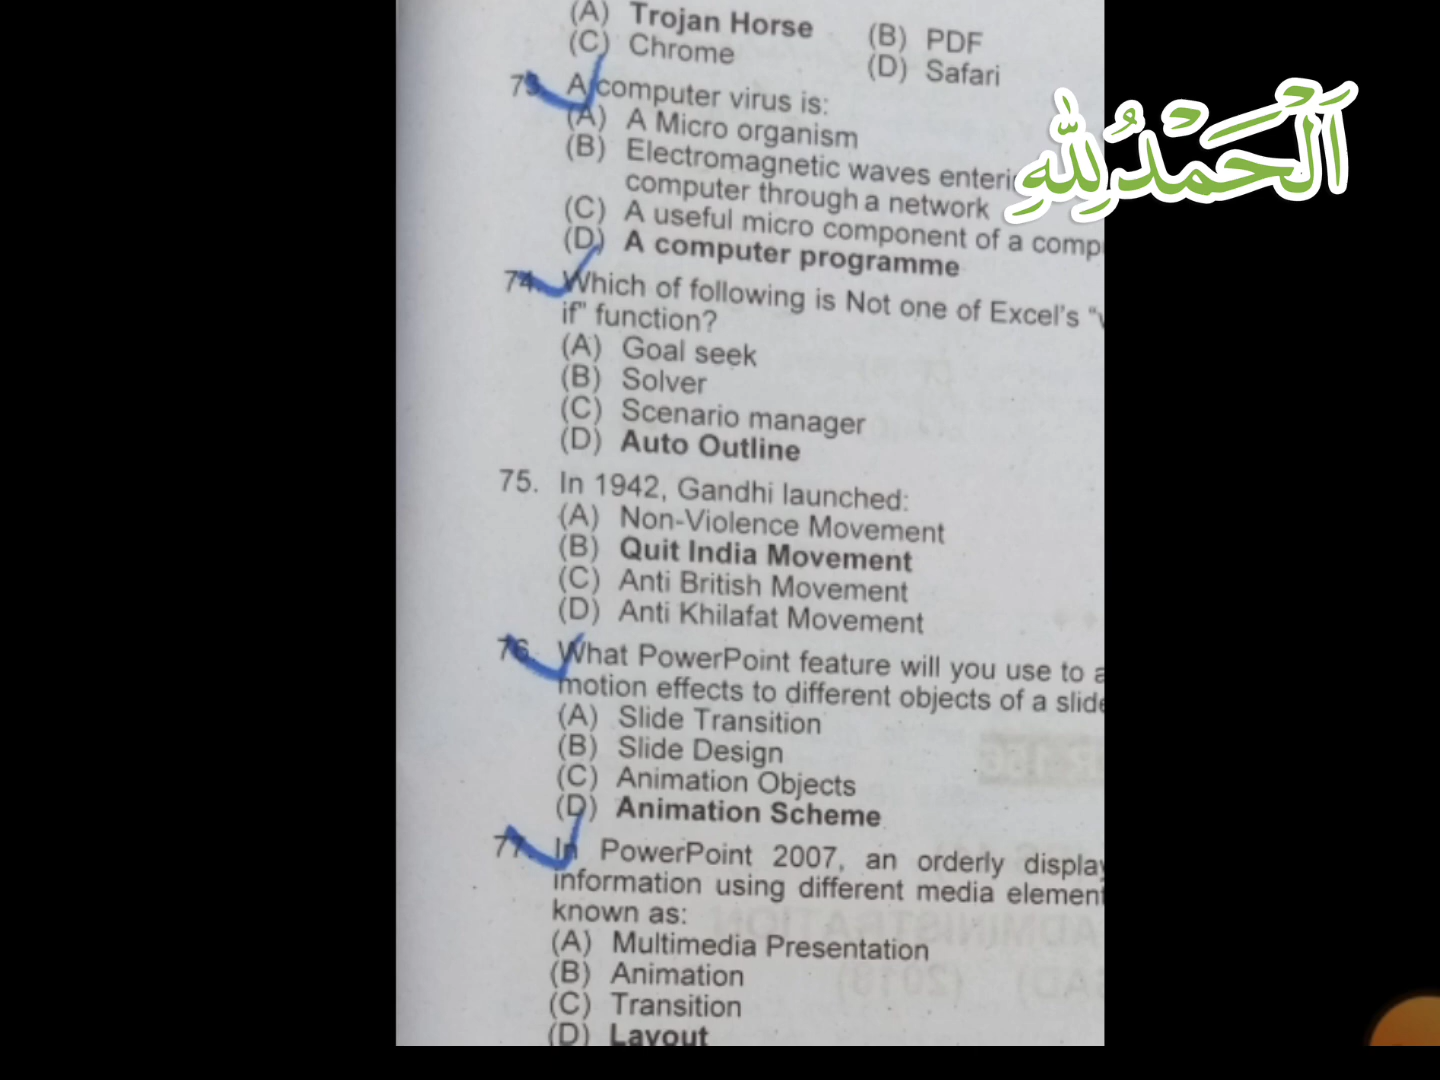 (A) Trojan Horse (B) PDF
(C) Chrome (D) Safari
73. A computer virus is:
(A) A Micro organism
(B) Electromagnetic waves
computer through a network
(C) A useful micro component of a
(D) A computer programme
74. Which of following is Not one of Excel's
if" function?
(A) Goal seek
(B) Solver
(C) Scenario manager
(D) Auto Outline
75. In 1942, Gandhi launched:
(A) Non-Violence Movement
(B) Quit India Movement
(C) Anti British Movement
(D) Anti Khilafat Movement
76. What PowerPoint feature will you use to
motion effects to different objects of a
(A) Slide Transition
(B) Slide Design
(C) Animation Objects
(D) Animation Scheme
77. In PowerPoint 2007, an orderly
information using different media
known as:
(A) Multimedia Presentation
(B) Animation
(C) Transition
(D) Layout
اَلْحَمْدُلِلّٰهِ